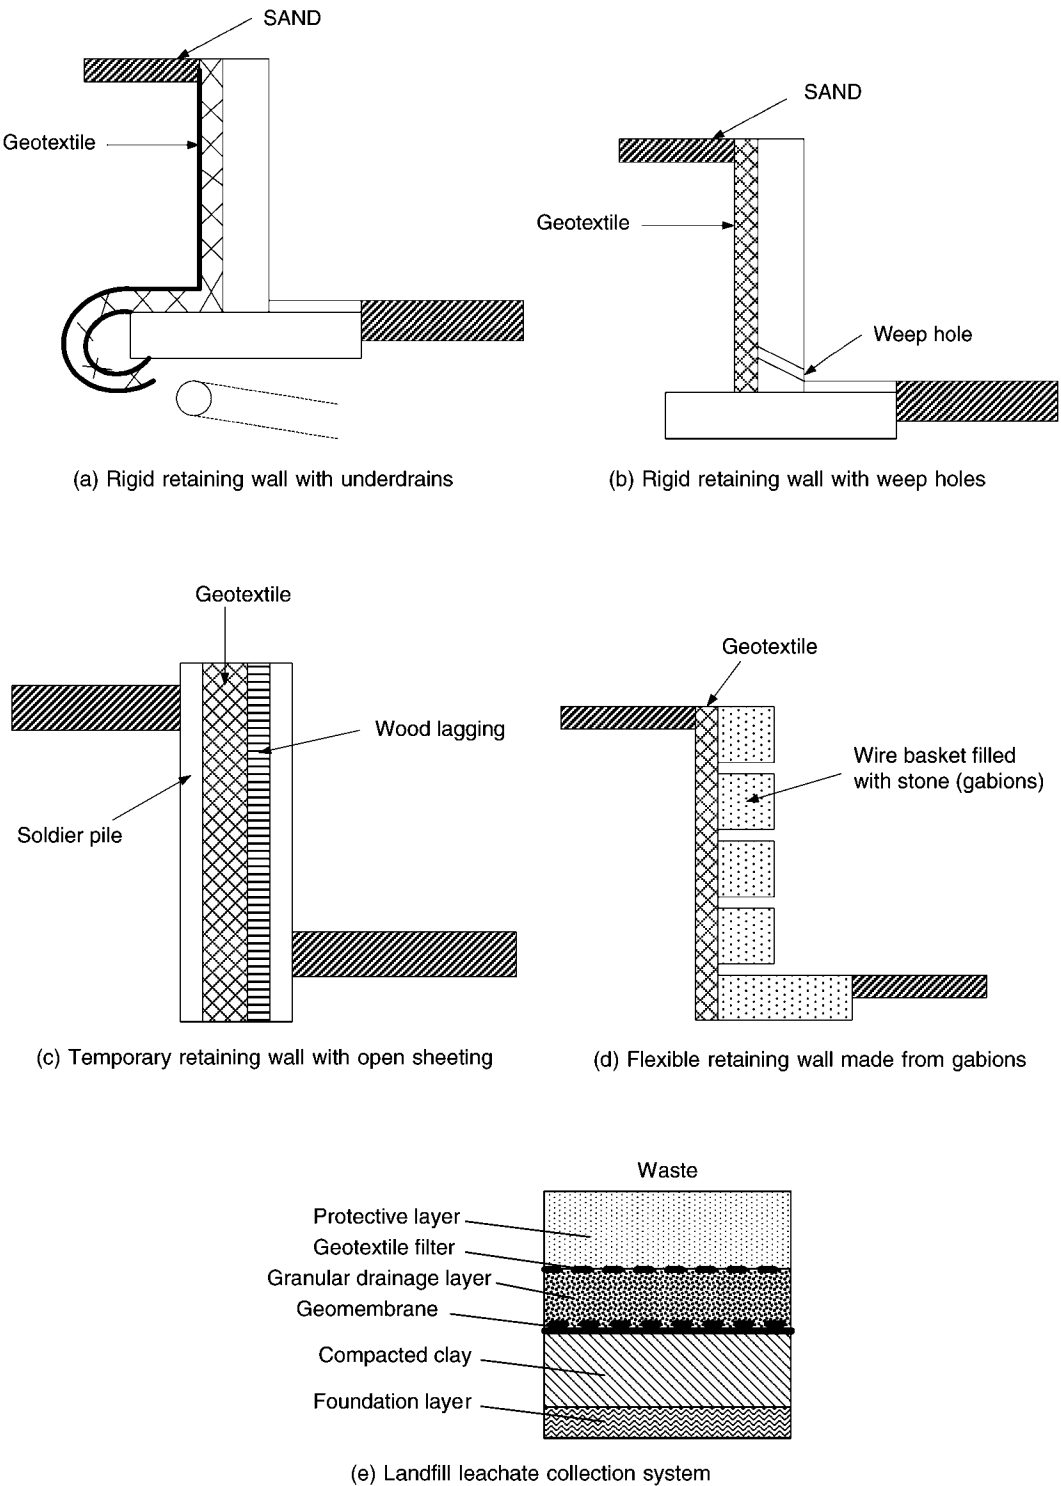 SAND
Geotextile
(a) Rigid retaining wall with underdrains
SAND
Geotextile
Weep hole
(b) Rigid retaining wall with weep holes
Geotextile
Wood lagging
Soldier pile
(c) Temporary retaining wall with open sheeting
Geotextile
Wire basket filled
with stone (gabions)
(d) Flexible retaining wall made from gabions
Waste
Protective layer
Geotextile filter
Granular drainage layer
Geomembrane
Compacted clay
Foundation layer
(e) Landfill leachate collection system